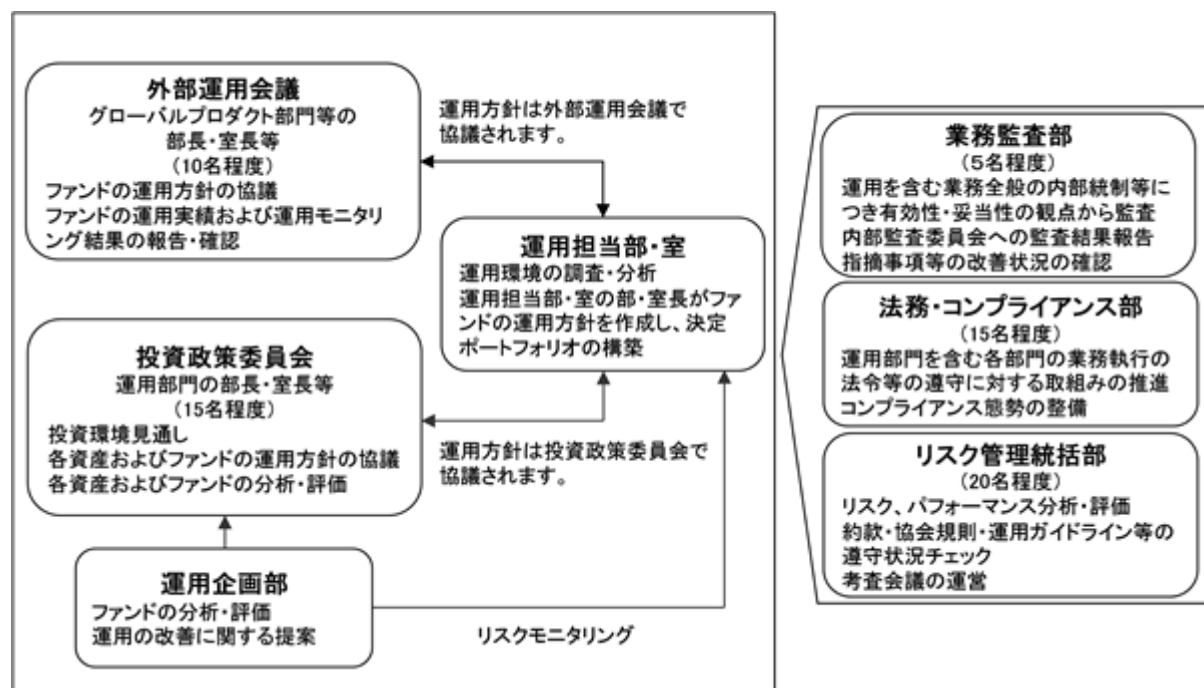 外部運用会議
グローバルプロダクト部門等の
部長・室長等
(10名程度)
ファンドの運用方針の協議
ファンドの運用実績および運用モニタリ
ング結果の報告・確認
運用方針は外部運用会議で
協議されます。
運用担当部・室
運用環境の調査・分析
運用担当部・室の部・室長がファ
ンドの運用方針を作成し、決定
ポートフォリオの構築
投資政策委員会
運用部門の部長・室長等
(15名程度)
投資環境見通し
各資産およびファンドの運用方針の協議
各資産およびファンドの分析・評価
運用方針は投資政策委員会で
協議されます。
運用企画部
ファンドの分析・評価
運用の改善に関する提案
リスクモニタリング
業務監査部
(5名程度)
運用を含む業務全般の内部統制等に
つき有効性・妥当性の観点から監査
内部監査委員会への監査結果報告
指摘事項等の改善状況の確認
法務・コンプライアンス部
(15名程度)
運用部門を含む各部門の業務執行の
法令等の遵守に対する取組みの推進
コンプライアンス態勢の整備
リスク管理統括部
(20名程度)
リスク、パフォーマンス分析・評価
約款・協会規則・運用ガイドライン等の
遵守状況チェック
考査会議の運営